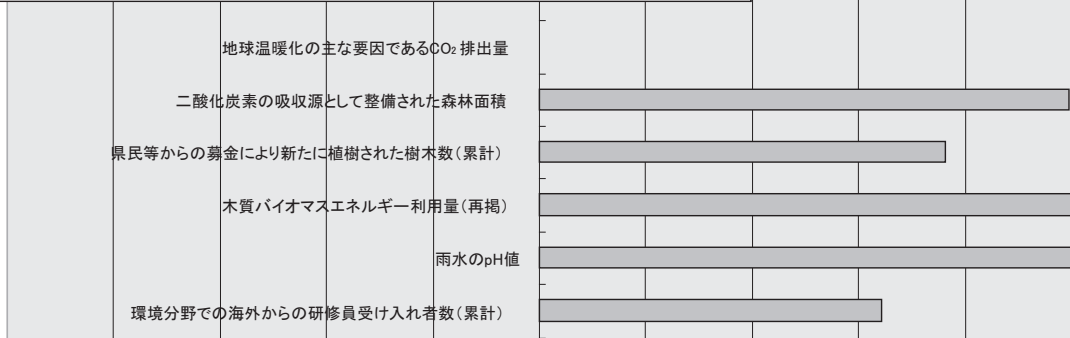 地球温暖化の主な要因であるCO₂ 排出量
二酸化炭素の吸収源として整備された森林面積
県民等からの募金により新たに植樹された樹木数（累計）
木質バイオマスエネルギー利用量（再掲）
雨水のpH値
環境分野での海外からの研修員受け入れ者数（累計）